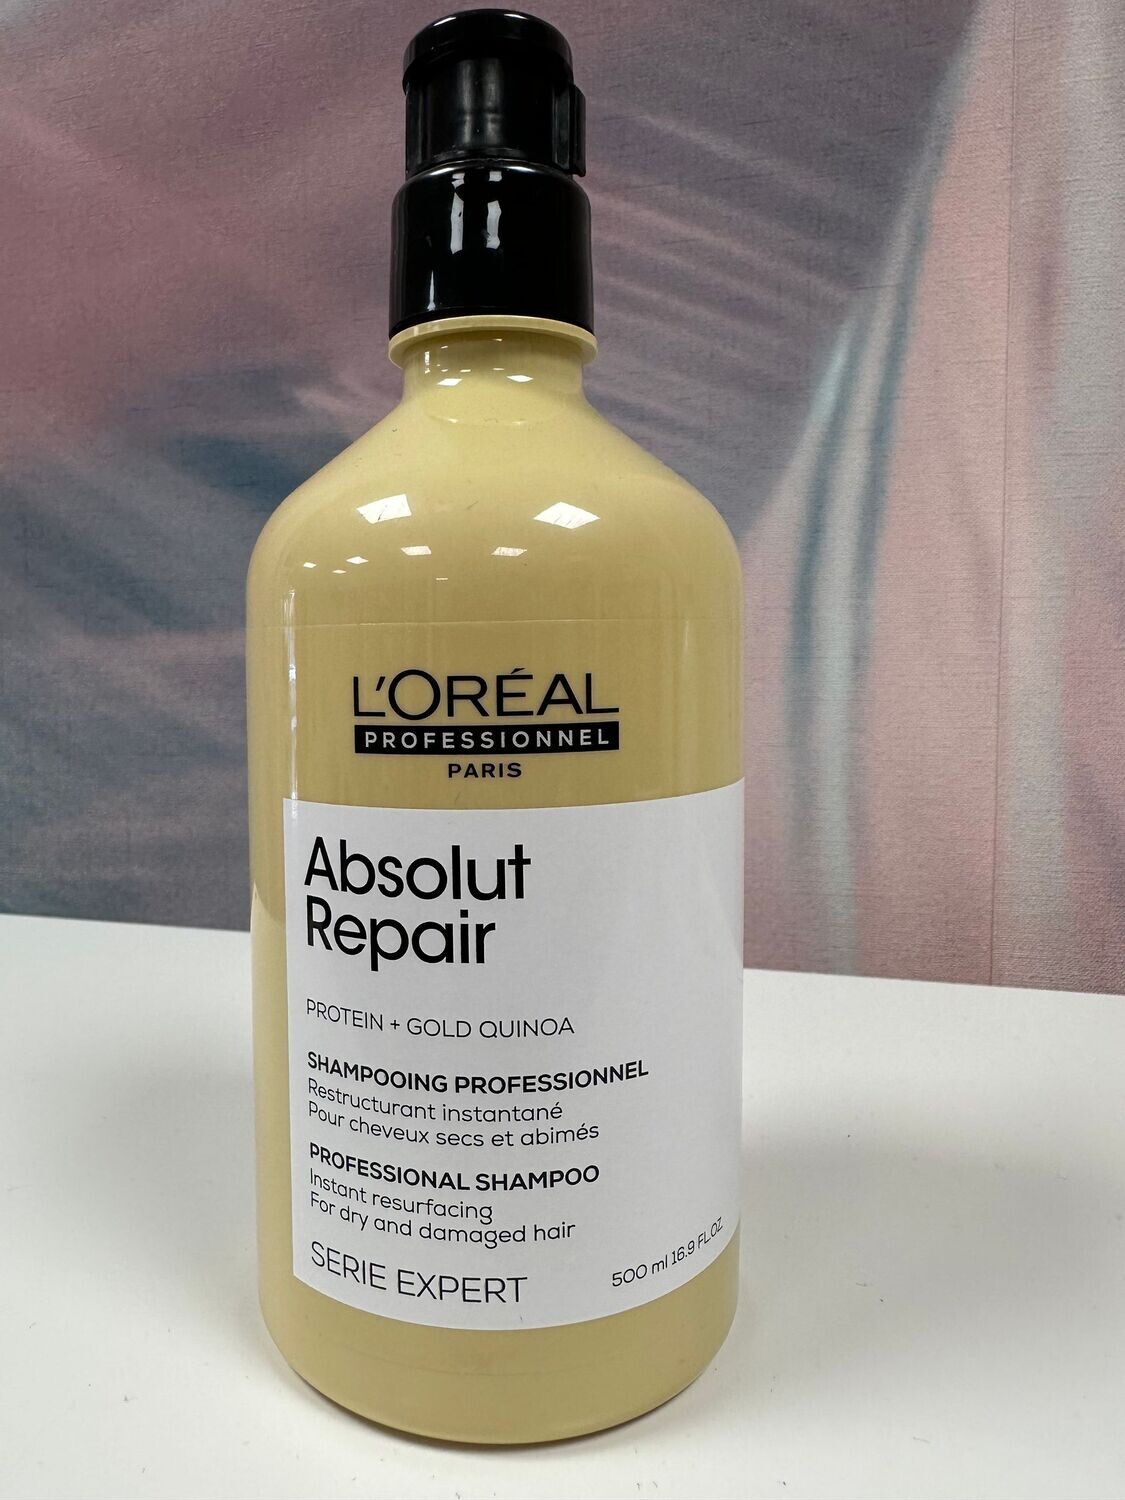 L'ORÉAL
PROFESSIONNEL
PARIS
Absolut
Repair
PROTEIN + GOLD QUINOA
SHAMPOOING PROFESSIONNEL
Restructurant instantané
Pour cheveux secs et abimés
PROFESSIONAL SHAMPOO
Instant resurfacing
For dry and damaged hair
SERIE EXPERT
500 ml 16.9 FL.OZ